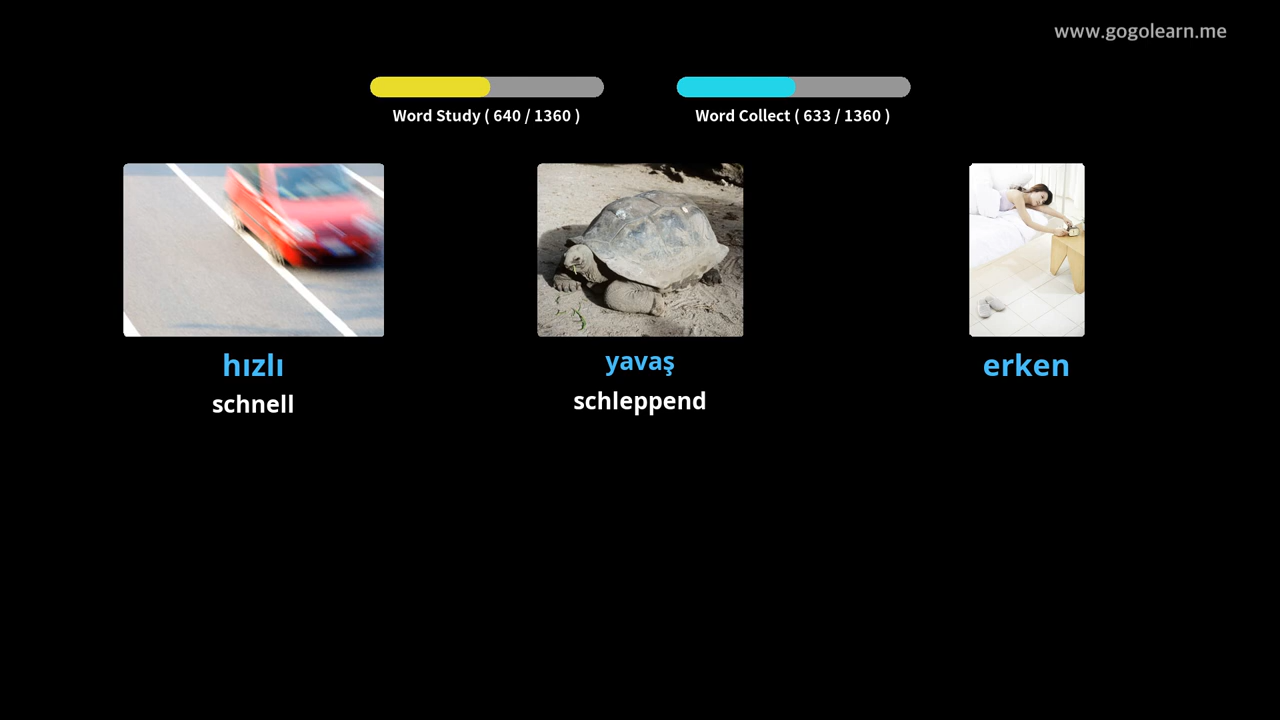 www.gogolearn.me
Word Study ( 640 / 1360 )
Word Collect ( 633 / 1360 )
hızlı
schnell
yavaş
schleppend
erken